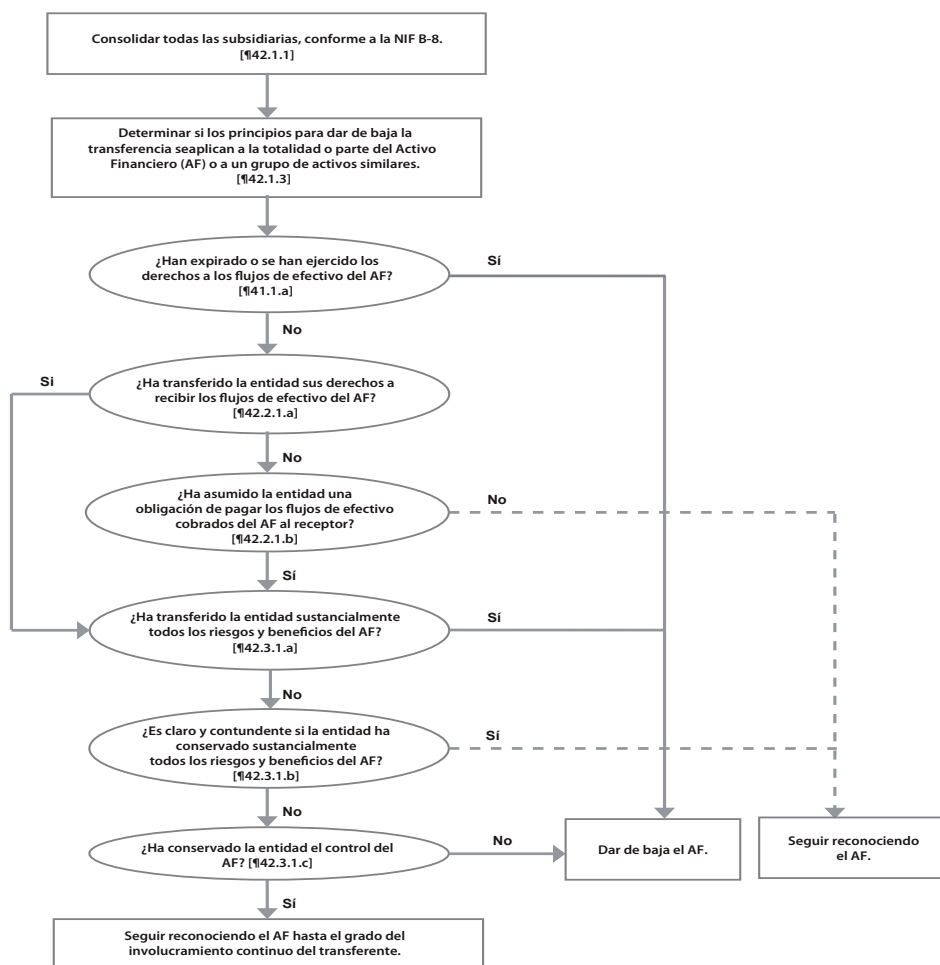 Consolidar todas las subsidiarias, conforme a la NIF B-8.
[¶42.1.1]
Determinar si los principios para dar de baja la
transferencia seaplican a la totalidad o parte del Activo
Financiero (AF) o a un grupo de activos similares.
[¶42.1.3]
¿Han expirado o se han ejercido los
derechos a los flujos de efectivo del AF?
[¶41.1.a]
Sí
No
Si
¿Ha transferido la entidad sus derechos a
recibir los flujos de efectivo del AF?
[¶42.2.1.a]
No
¿Ha asumido la entidad una
obligación de pagar los flujos de efectivo
cobrados del AF al receptor?
[¶42.2.1.b]
No
Sí
¿Ha transferido la entidad sustancialmente
todos los riesgos y beneficios del AF?
[¶42.3.1.a]
Sí
No
¿Es claro y contundente si la entidad ha
conservado sustancialmente
todos los riesgos y beneficios del AF?
[¶42.3.1.b]
Sí
No
¿Ha conservado la entidad el control del
AF? [¶42.3.1.c]
No
Dar de baja el AF.
Seguir reconociendo
el AF.
Sí
Seguir reconociendo el AF hasta el grado del
involucramiento continuo del transferente.